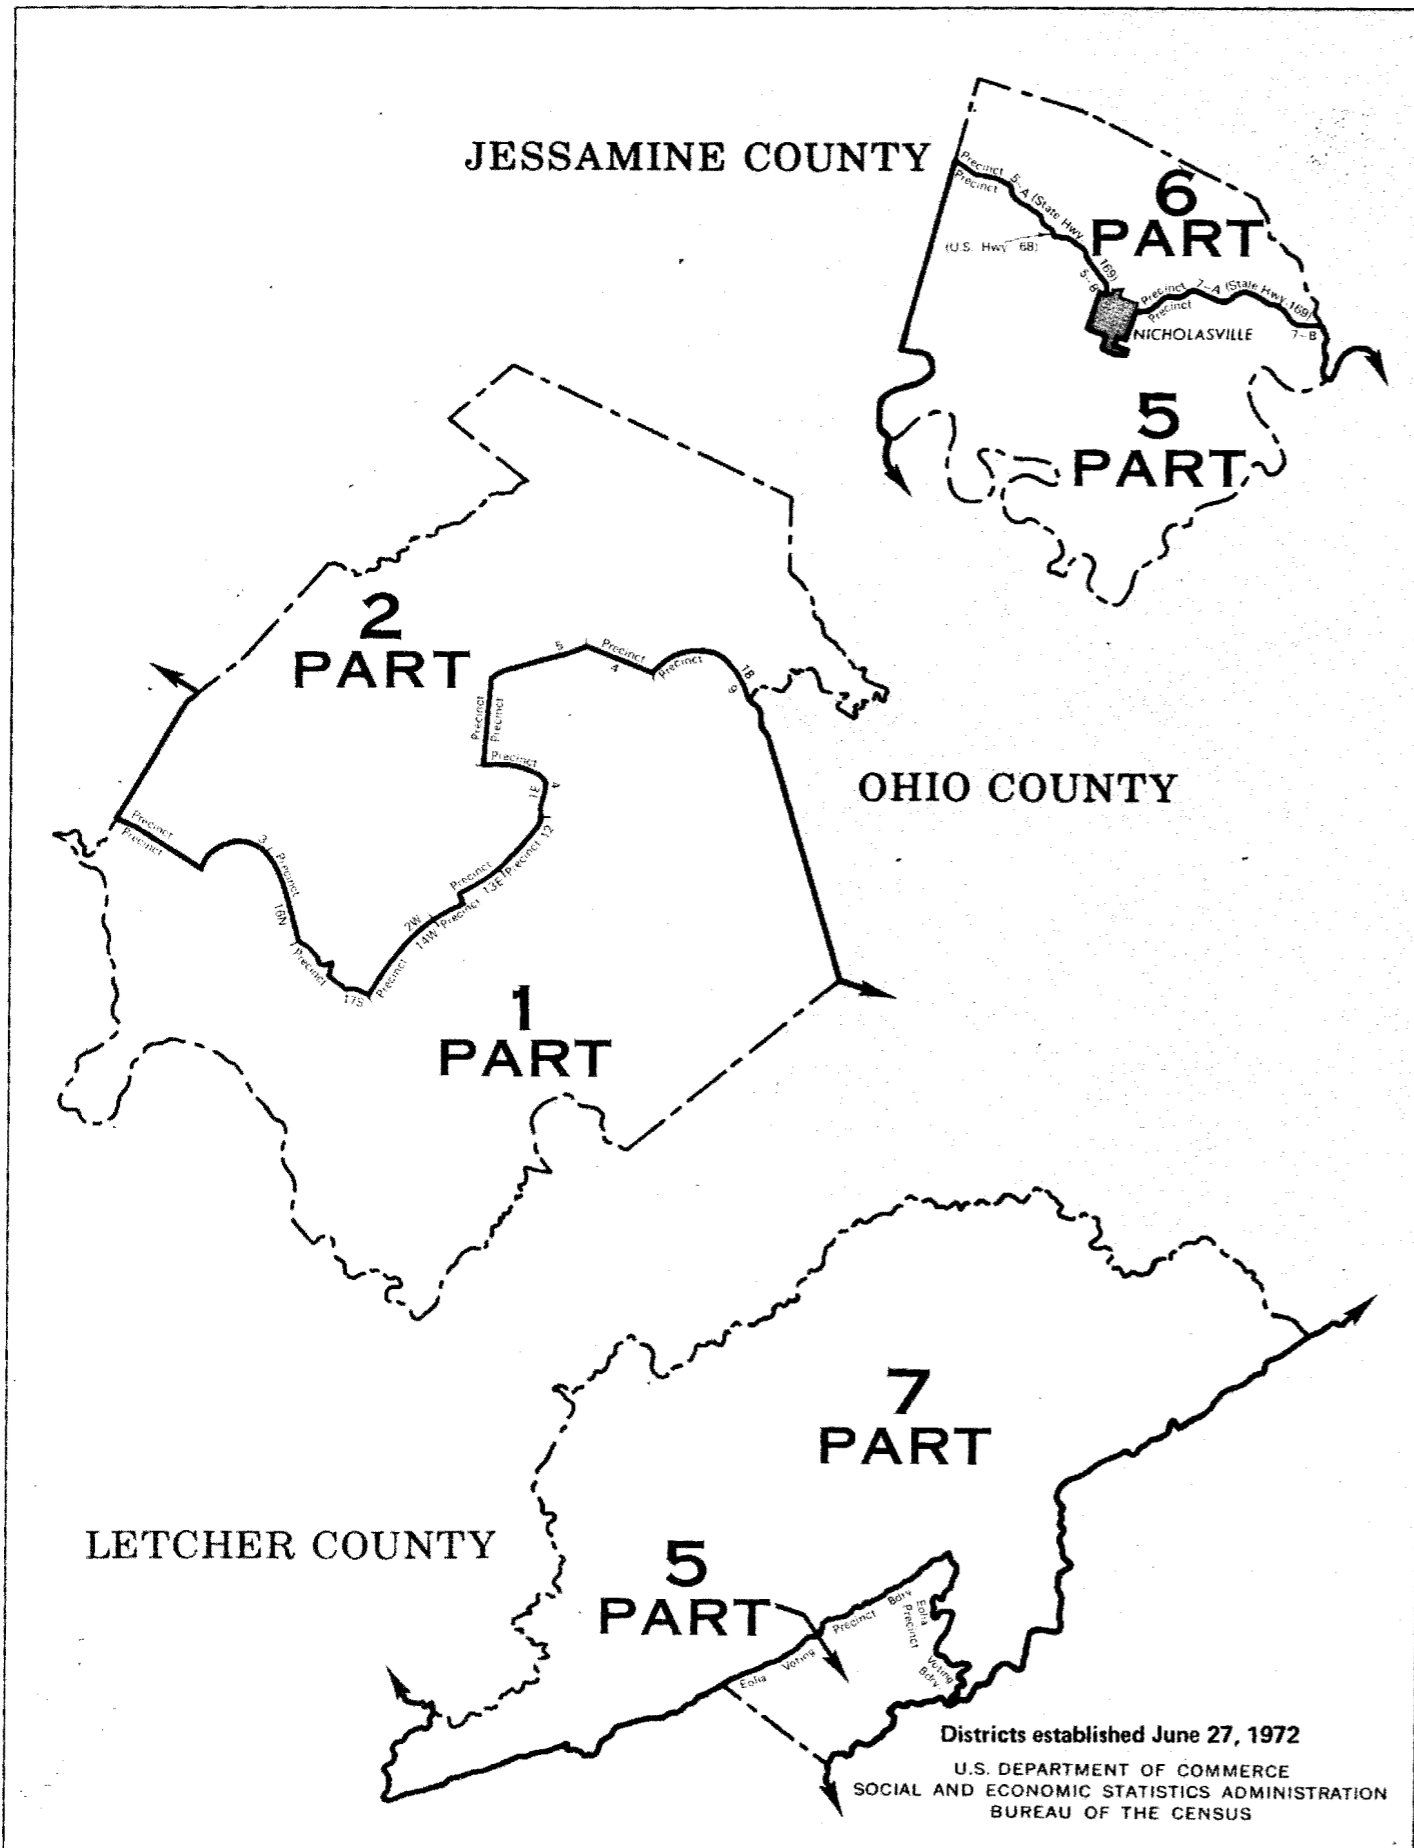 JESSAMINE COUNTY
6
PART
Precinct 5-A (State Hwy. 169)
Precinct 5-B
(U.S. Hwy 68)
Precinct 7-A (State Hwy. 169)
Precinct 7-B
NICHOLASVILLE
5
PART
2
PART
5
Precinct
4
Precinct
18
9
Precinct
Precinct
Precinct
4
1E
12
OHIO COUNTY
Precinct
Precinct
3
Precinct
16N
Precinct
17S
Precinct
2W
14W
Precinct
Precinct
13E
Precinct
1
PART
7
PART
LETCHER COUNTY
5
PART
Eolia Voting Precinct Bdry.
Eolia Precinct Voting Bdry.
Districts established June 27, 1972
U.S. DEPARTMENT OF COMMERCE
SOCIAL AND ECONOMIC STATISTICS ADMINISTRATION
BUREAU OF THE CENSUS